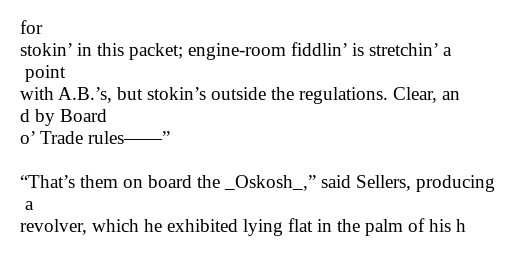 for
stokin’ in this packet; engine-room fiddlin’ is stretchin’ a
point
with A.B.’s, but stokin’s outside the regulations. Clear, an
d by Board
o’ Trade rules——”
“That’s them on board the _Oskosh_,” said Sellers, producing
a
revolver, which he exhibited lying flat in the palm of his h